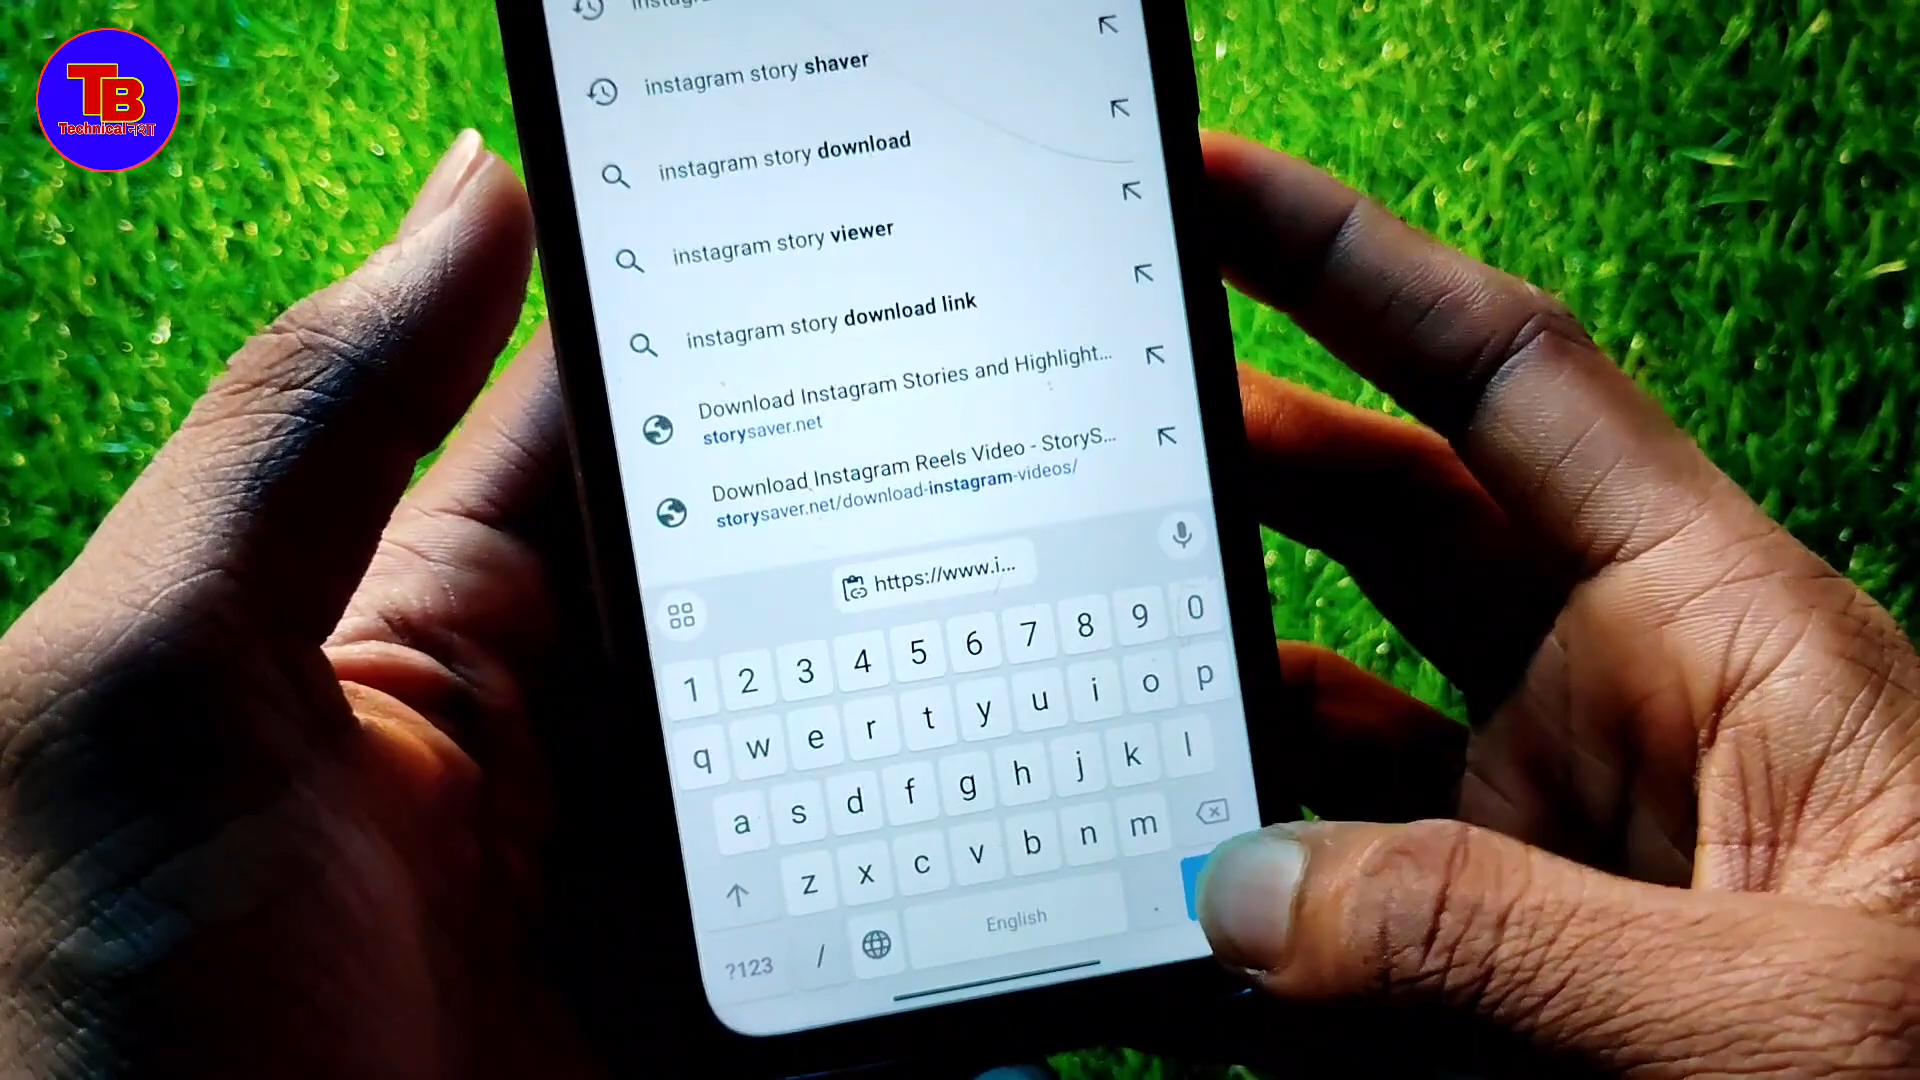 TB
Technicalनशा
instagram story shaver
instagram story download
instagram story viewer
instagram story download link
Download Instagram Stories and Highlight...
storysaver.net
Download Instagram Reels Video - StoryS...
storysaver.net/download-instagram-videos/
https://www.i...
1 2 3 4 5 6 7 8 9 0
q w e r t y u i o p
a s d f g h j k l
z x c v b n m
?123 / English .